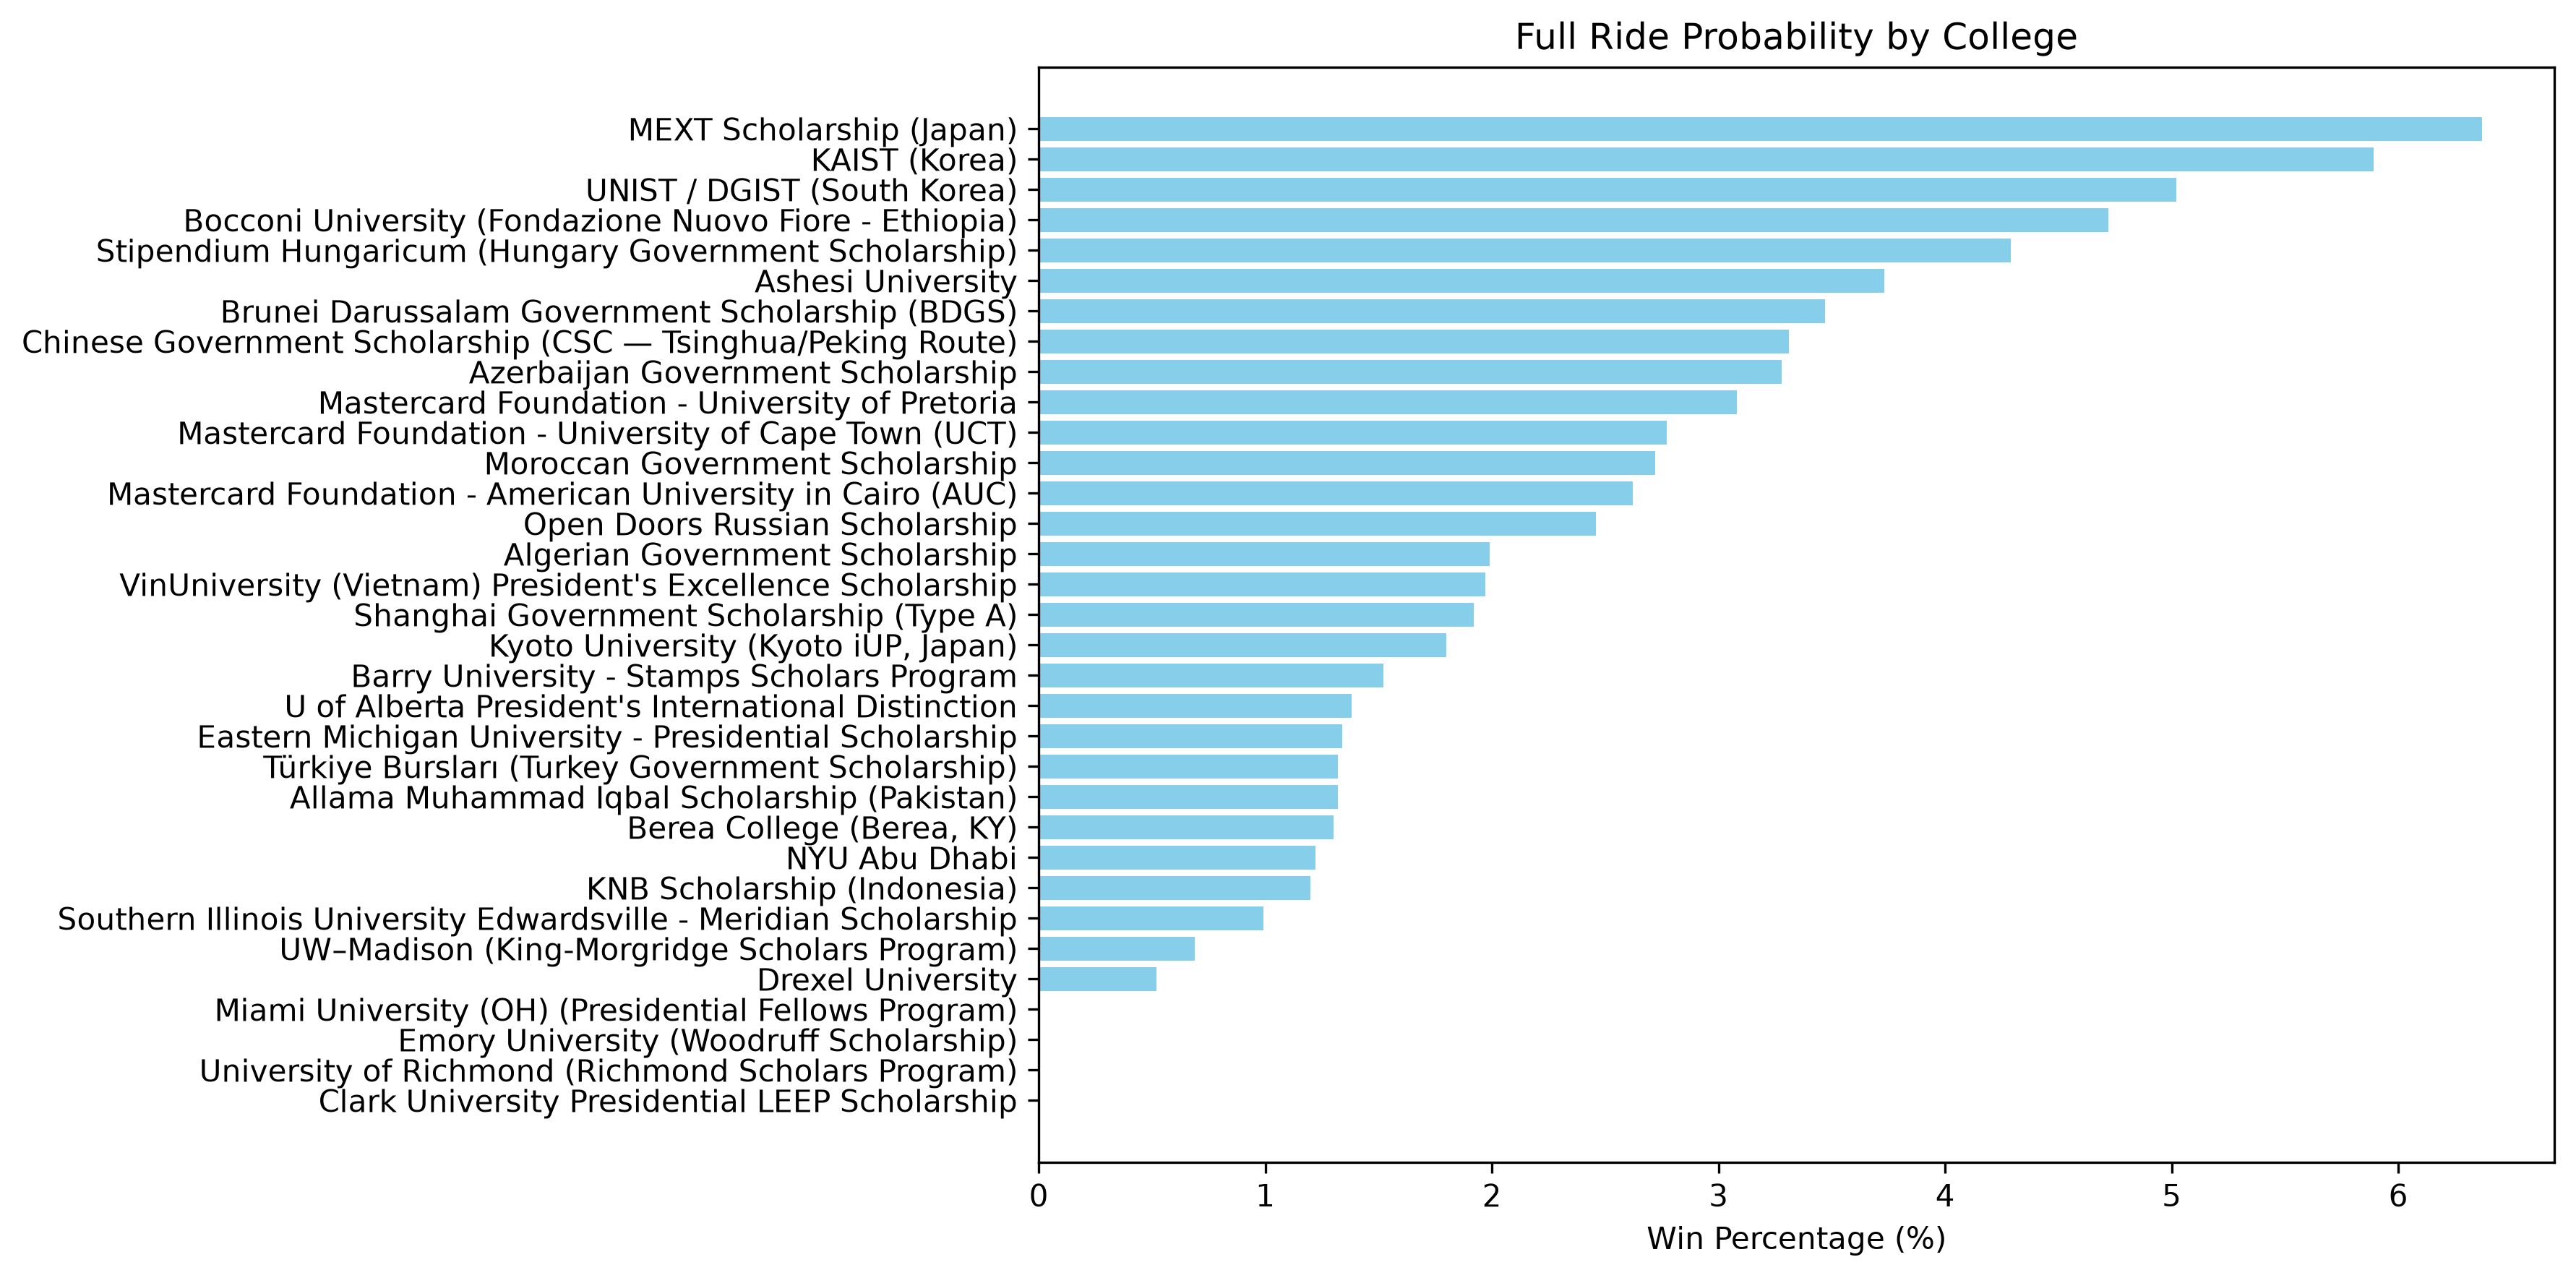 Full Ride Probability by College
MEXT Scholarship (Japan)
KAIST (Korea)
UNIST / DGIST (South Korea)
Bocconi University (Fondazione Nuovo Fiore - Ethiopia)
Stipendium Hungaricum (Hungary Government Scholarship)
Ashesi University
Brunei Darussalam Government Scholarship (BDGS)
Chinese Government Scholarship (CSC — Tsinghua/Peking Route)
Azerbaijan Government Scholarship
Mastercard Foundation - University of Pretoria
Mastercard Foundation - University of Cape Town (UCT)
Moroccan Government Scholarship
Mastercard Foundation - American University in Cairo (AUC)
Open Doors Russian Scholarship
Algerian Government Scholarship
VinUniversity (Vietnam) President's Excellence Scholarship
Shanghai Government Scholarship (Type A)
Kyoto University (Kyoto iUP, Japan)
Barry University - Stamps Scholars Program
U of Alberta President's International Distinction
Eastern Michigan University - Presidential Scholarship
Türkiye Bursları (Turkey Government Scholarship)
Allama Muhammad Iqbal Scholarship (Pakistan)
Berea College (Berea, KY)
NYU Abu Dhabi
KNB Scholarship (Indonesia)
Southern Illinois University Edwardsville - Meridian Scholarship
UW–Madison (King-Morgridge Scholars Program)
Drexel University
Miami University (OH) (Presidential Fellows Program)
Emory University (Woodruff Scholarship)
University of Richmond (Richmond Scholars Program)
Clark University Presidential LEEP Scholarship
0 1 2 3 4 5 6
Win Percentage (%)